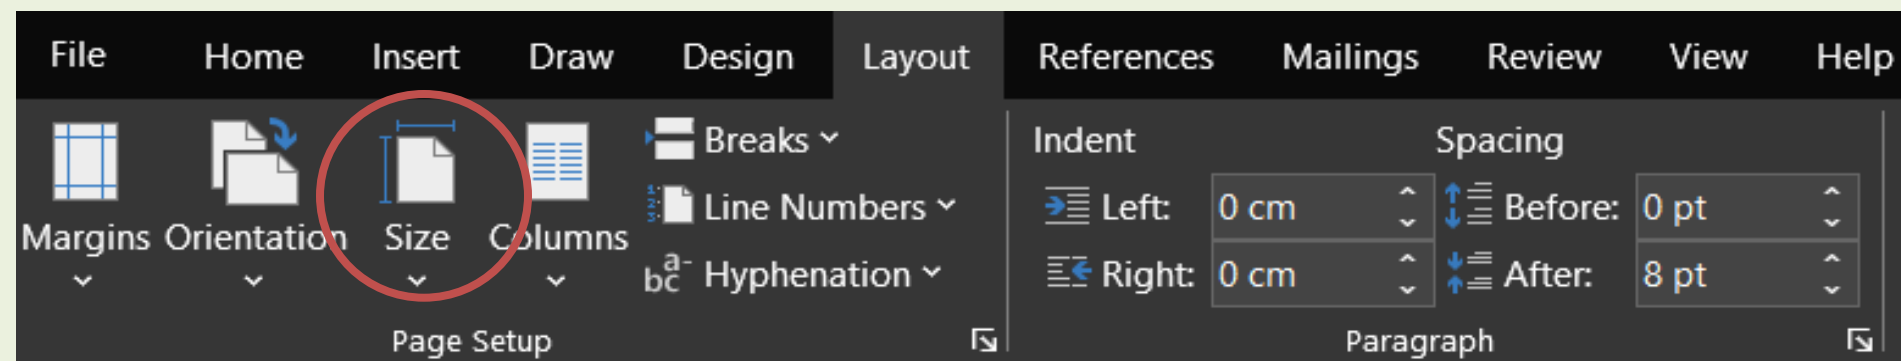 File Home Insert Draw Design Layout References Mailings Review View Help
Margins Orientation Size Columns
Breaks
Line Numbers
Hyphenation
Page Setup
Indent Spacing
Left: 0 cm Before: 0 pt
Right: 0 cm After: 8 pt
Paragraph